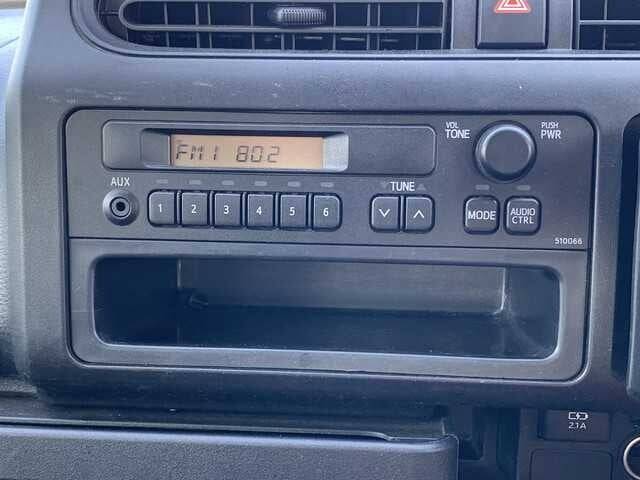 FM1 802
VOL
TONE
PUSH
PWR
AUX
TUNE
1 2 3 4 5 6
MODE
AUDIO
CTRL
510066
2.1A